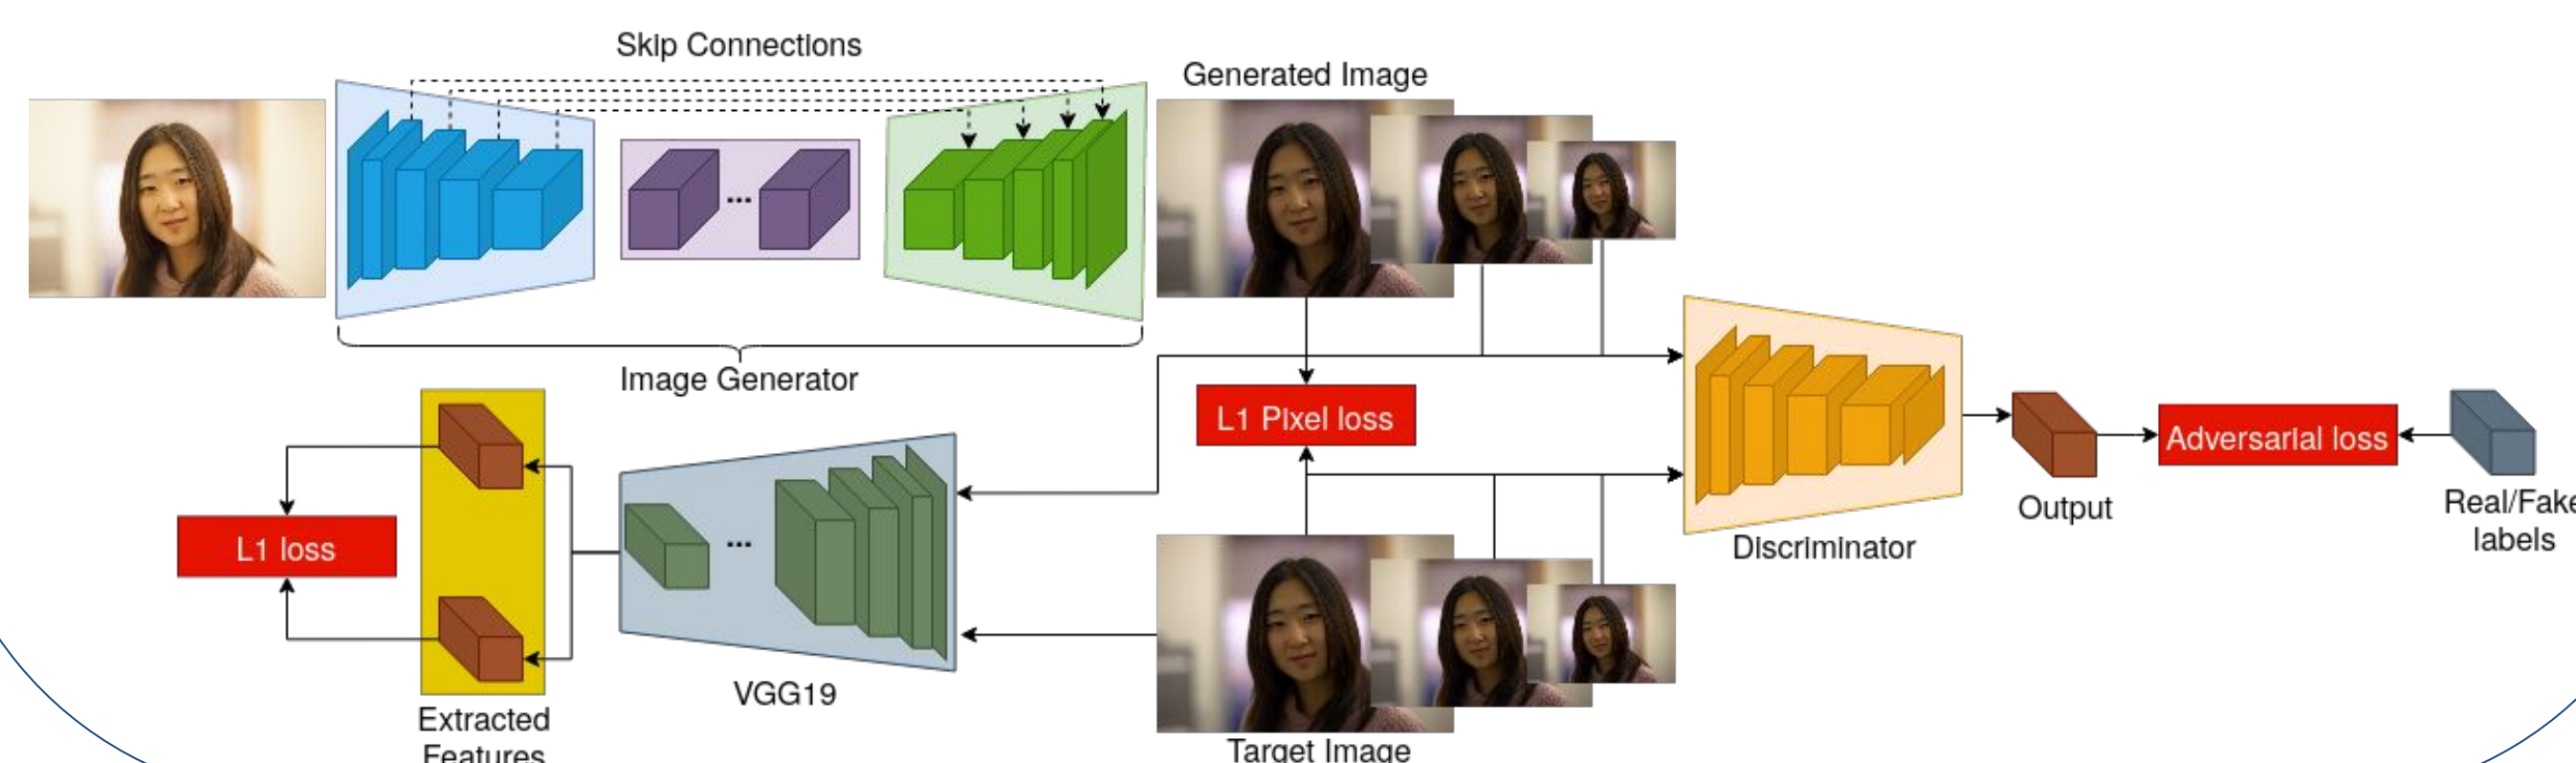 Skip Connections
Generated Image
Image Generator
L1 Pixel loss
Adversarial loss
Output
Real/Fake
labels
Discriminator
L1 loss
...
...
VGG19
Extracted
Features
Target Image